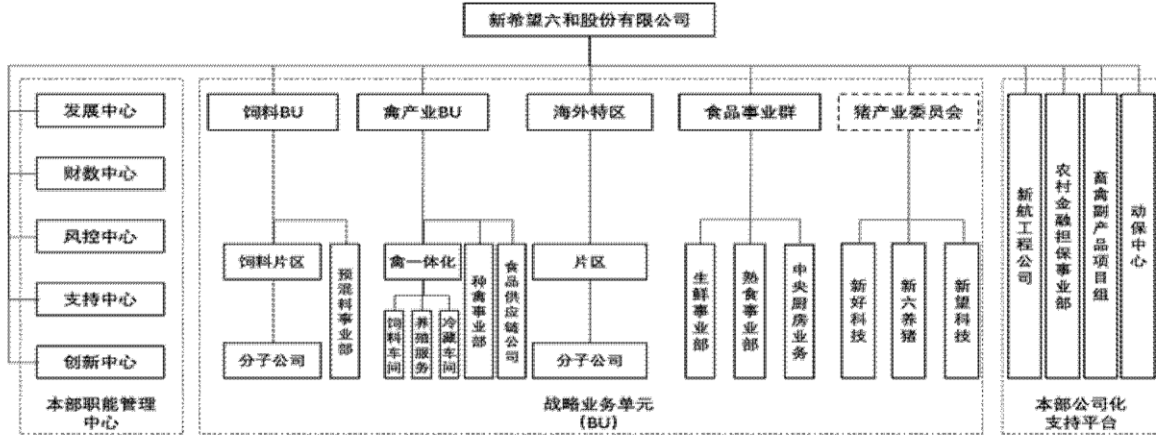 新希望六和股份有限公司
发展中心
财数中心
风控中心
支持中心
创新中心
本部职能管理
中心
饲料BU
禽产业BU
海外特区
食品事业群
猪产业委员会
饲料片区
预混料事业部
分子公司
禽一体化
饲料车间
养殖服务
冷藏车间
种禽事业部
食品供应链公司
片区
分子公司
生鲜事业部
熟食事业部
中央厨房业务
新好科技
新六养猪
新望科技
战略业务单元
(BU)
新航工程公司
农村金融担保事业部
畜禽副产品项目组
动保中心
本部公司化
支持平台